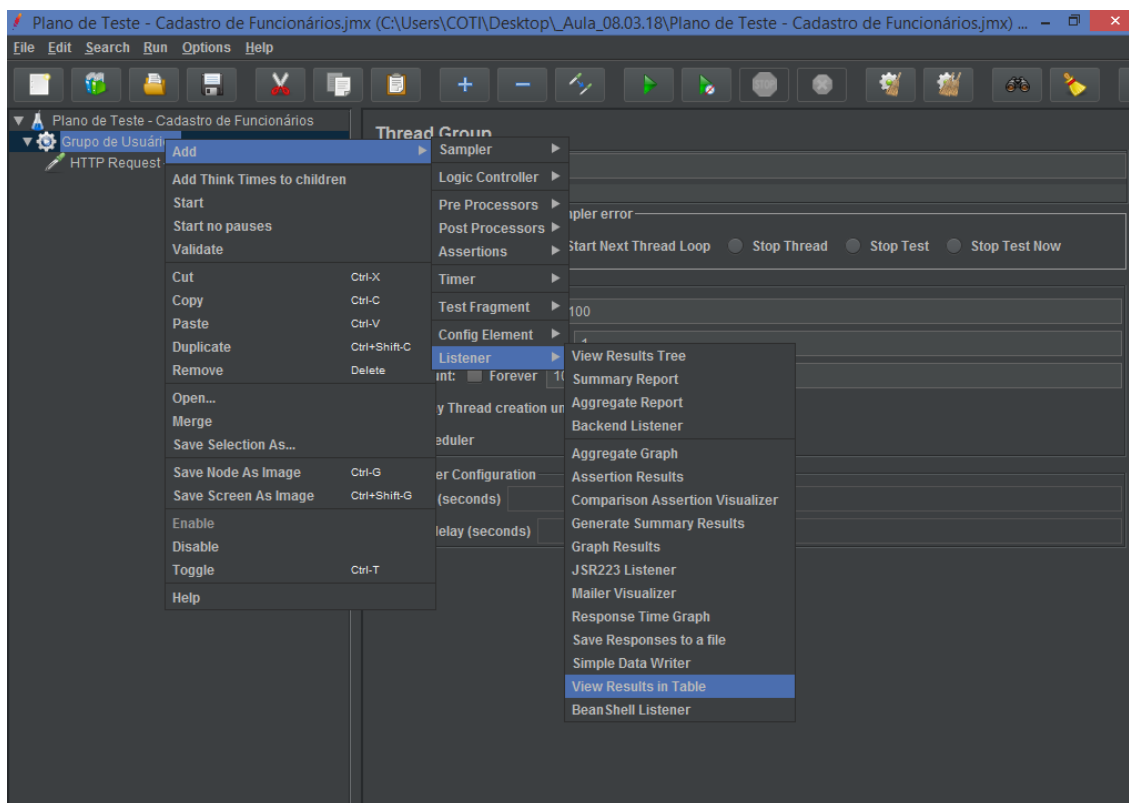 Plano de Teste - Cadastro de Funcionários.jmx (C:\Users\COTI\Desktop\_Aula_08.03.18\Plano de Teste - Cadastro de Funcionários.jmx) ...
File Edit Search Run Options Help
STOP
Plano de Teste - Cadastro de Funcionários
Grupo de Usuári
HTTP Request
Thread Group
Add
Add Think Times to children
Start
Start no pauses
Validate
Cut Ctrl-X
Copy Ctrl-C
Paste Ctrl-V
Duplicate Ctrl+Shift-C
Remove Delete
Open...
Merge
Save Selection As...
Save Node As Image Ctrl-G
Save Screen As Image Ctrl+Shift-G
Enable
Disable
Toggle Ctrl-T
Help
Sampler
Logic Controller
Pre Processors
Post Processors
Assertions
Timer
Test Fragment
Config Element
Listener
View Results Tree
Summary Report
Aggregate Report
Backend Listener
Aggregate Graph
Assertion Results
Comparison Assertion Visualizer
Generate Summary Results
Graph Results
JSR223 Listener
Mailer Visualizer
Response Time Graph
Save Responses to a file
Simple Data Writer
View Results in Table
BeanShell Listener
npler error
Start Next Thread Loop Stop Thread Stop Test Stop Test Now
100
unt: Forever 10
y Thread creation un
eduler
er Configuration
(seconds)
delay (seconds)